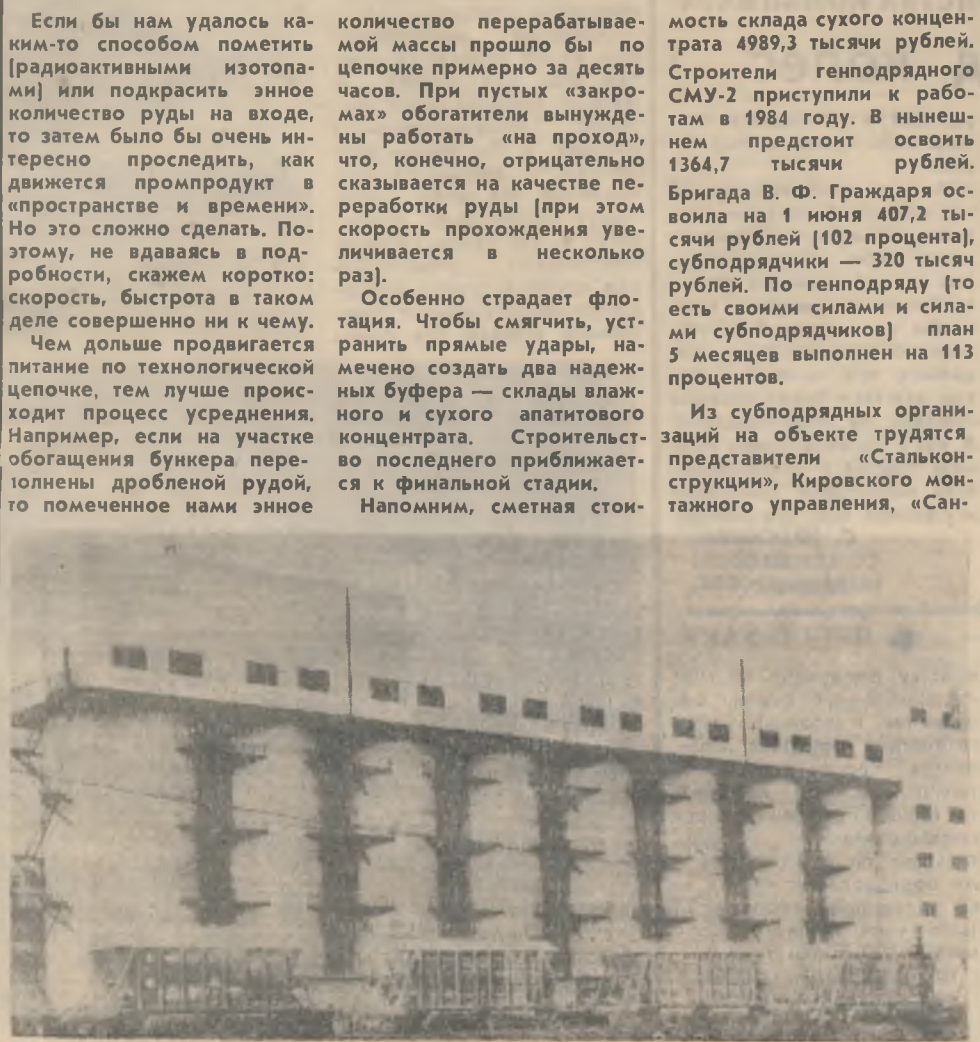 Если бы нам удалось ка-
ким-то способом пометить
(радиоактивными изотопа-
ми) или подкрасить энное
количество руды на входе,
то затем было бы очень ин-
тересно проследить, как
движется промпродукт в
«пространстве и времени».
Но это сложно сделать. По-
этому, не вдаваясь в под-
робности, скажем коротко:
скорость, быстрота в таком
деле совершенно ни к чему.
Чем дольше продвигается
питание по технологической
цепочке, тем лучше проис-
ходит процесс усреднения.
Например, если на участке
обогащения бункера пере-
полнены дробленой рудой,
то помеченное нами энное
количество перерабатывае-
мой массы прошло бы по
цепочке примерно за десять
часов. При пустых «закро-
мах» обогатители вынужде-
ны работать «на проход»,
что, конечно, отрицательно
сказывается на качестве пе-
реработки руды (при этом
скорость прохождения уве-
личивается в несколько
раз).
Особенно страдает фло-
тация. Чтобы смягчить, уст-
ранить прямые удары, на-
мечено создать два надеж-
ных буфера — склады влаж-
ного и сухого апатитового
концентрата. Строительст-
во последнего приближает-
ся к финальной стадии.
Напомним, сметная стои-
мость склада сухого концен-
трата 4989,3 тысячи рублей.
Строители генподрядного
СМУ-2 приступили к рабо-
там в 1984 году. В нынеш-
нем предстоит освоить
1364,7 тысячи рублей.
Бригада В. Ф. Граждаря ос-
воила на 1 июня 407,2 ты-
сячи рублей (102 процента),
субподрядчики — 320 тысяч
рублей. По генподряду (то
есть своими силами и сила-
ми субподрядчиков) план
5 месяцев выполнен на 113
процентов.
Из субподрядных органи-
заций на объекте трудятся
представители «Сталькон-
струкции», Кировского мон-
тажного управления, «Сан-